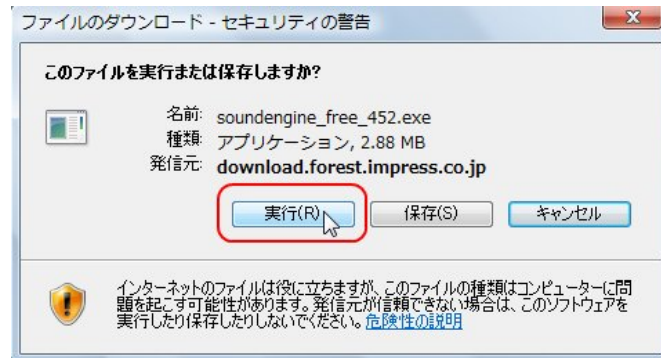 ファイルのダウンロード - セキュリティの警告
このファイルを実行または保存しますか?
名前: soundengine_free_452.exe
種類: アプリケーション, 2.88 MB
発信元: download.forest.impress.co.jp
実行(R) 保存(S) キャンセル
インターネットのファイルは役に立ちますが、このファイルの種類はコンピューターに問
題を起こす可能性があります。発信元が信頼できない場合は、このソフトウェアを
実行したり保存したりしないでください。危険性の説明